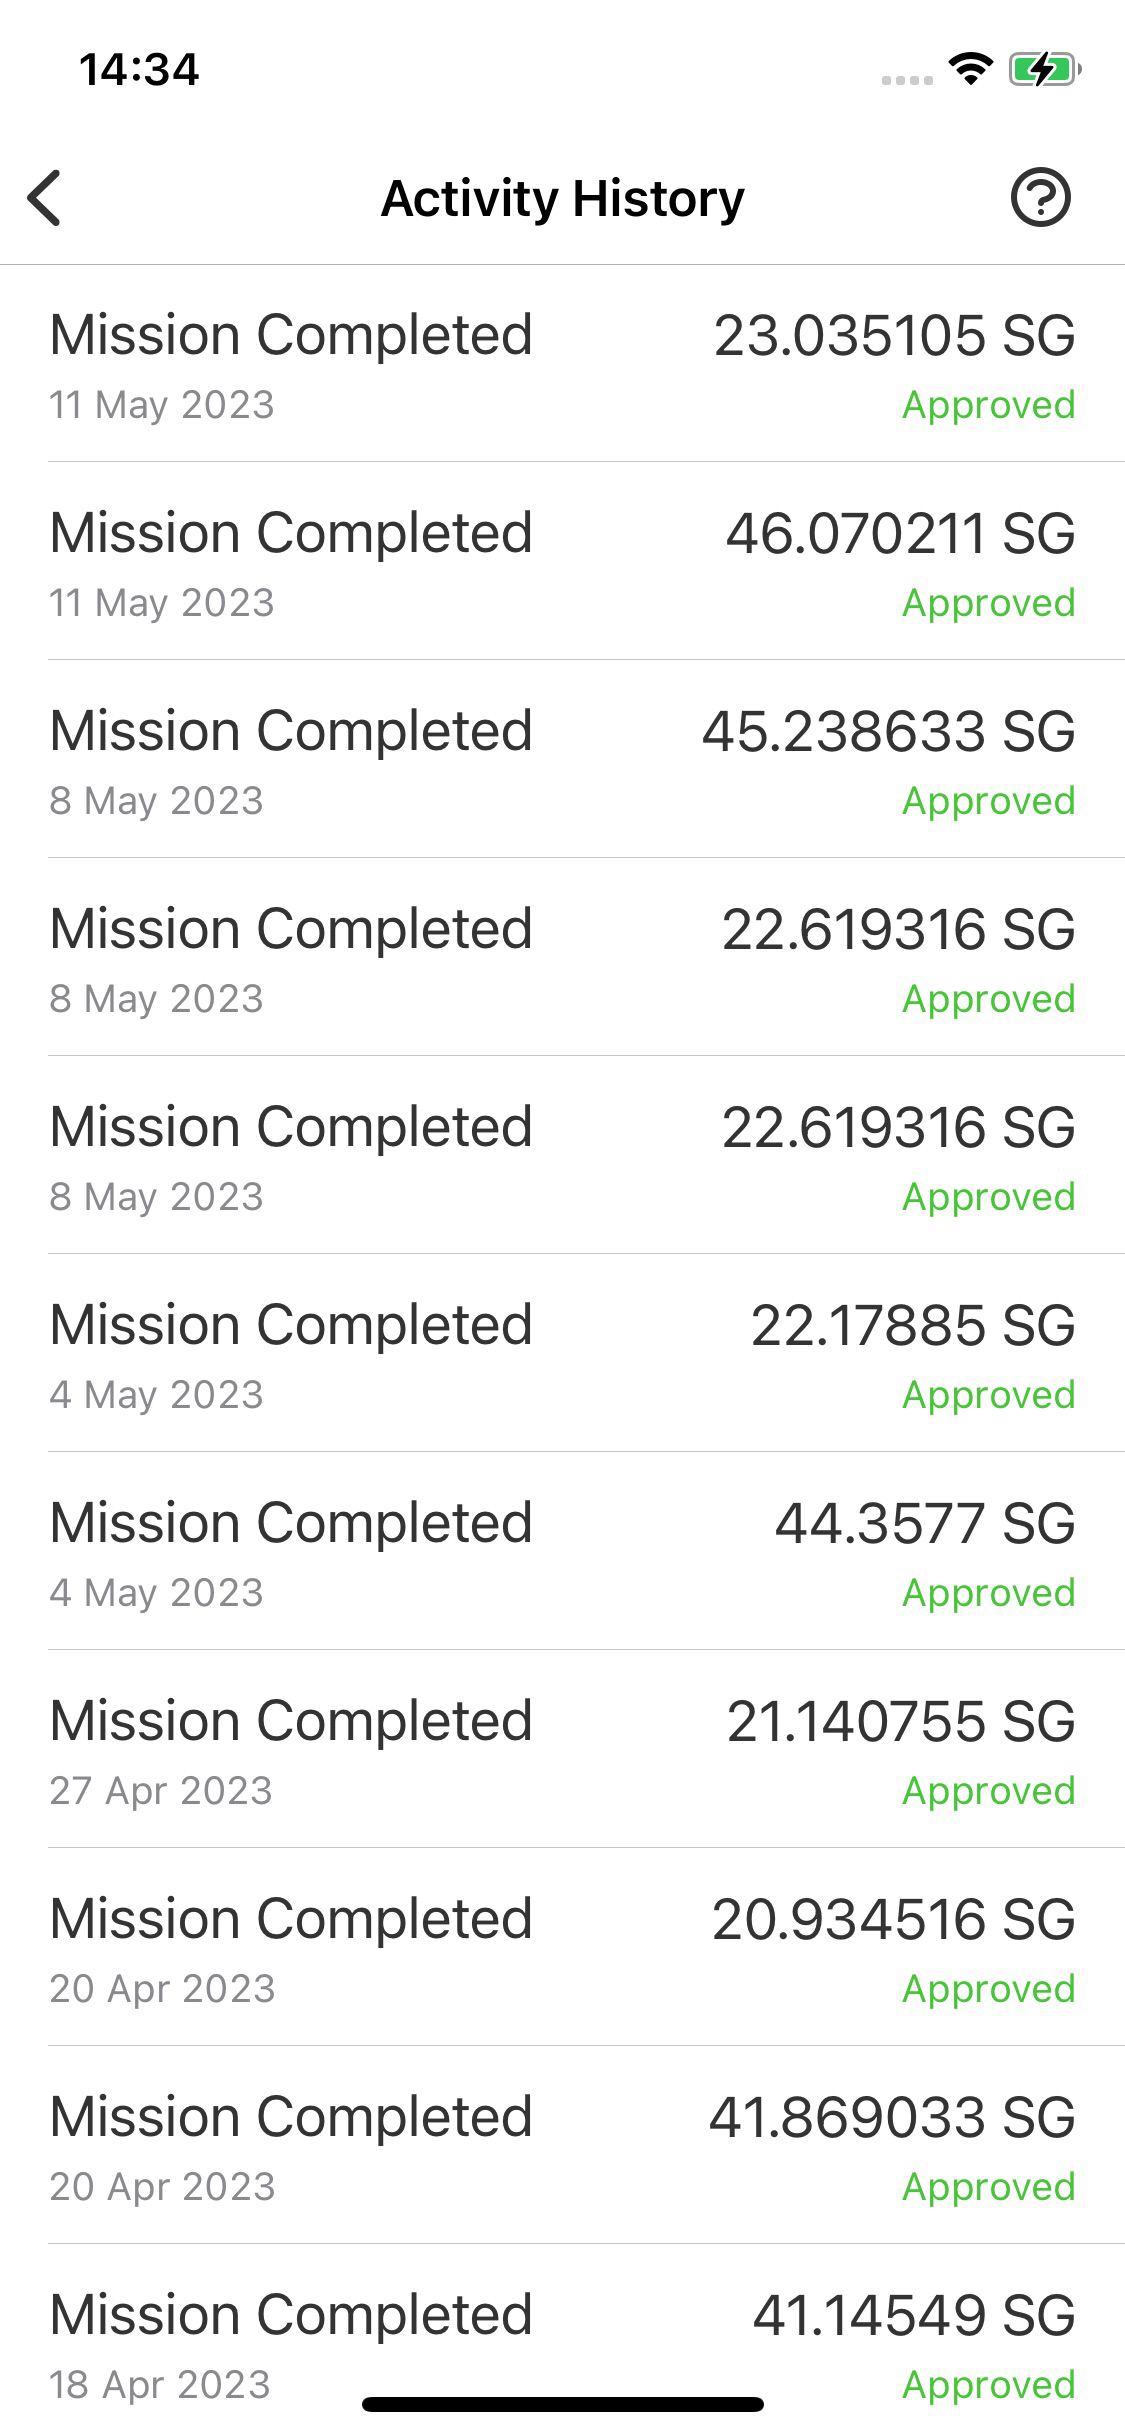 14:34
Activity History
Mission Completed 23.035105 SG
11 May 2023 Approved
Mission Completed 46.070211 SG
11 May 2023 Approved
Mission Completed 45.238633 SG
8 May 2023 Approved
Mission Completed 22.619316 SG
8 May 2023 Approved
Mission Completed 22.619316 SG
8 May 2023 Approved
Mission Completed 22.17885 SG
4 May 2023 Approved
Mission Completed 44.3577 SG
4 May 2023 Approved
Mission Completed 21.140755 SG
27 Apr 2023 Approved
Mission Completed 20.934516 SG
20 Apr 2023 Approved
Mission Completed 41.869033 SG
20 Apr 2023 Approved
Mission Completed 41.14549 SG
18 Apr 2023 Approved